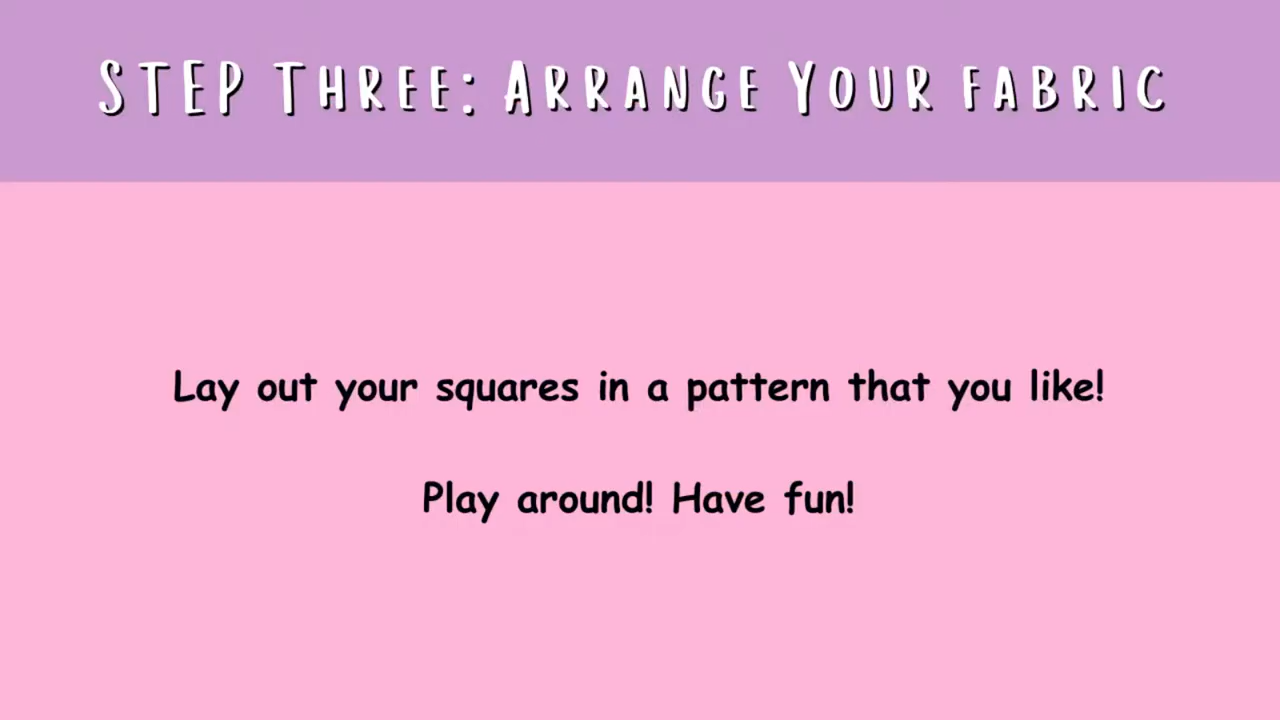 STEP THREE: ARRANGE YOUR FABRIC
Lay out your squares in a pattern that you like!
Play around! Have fun!